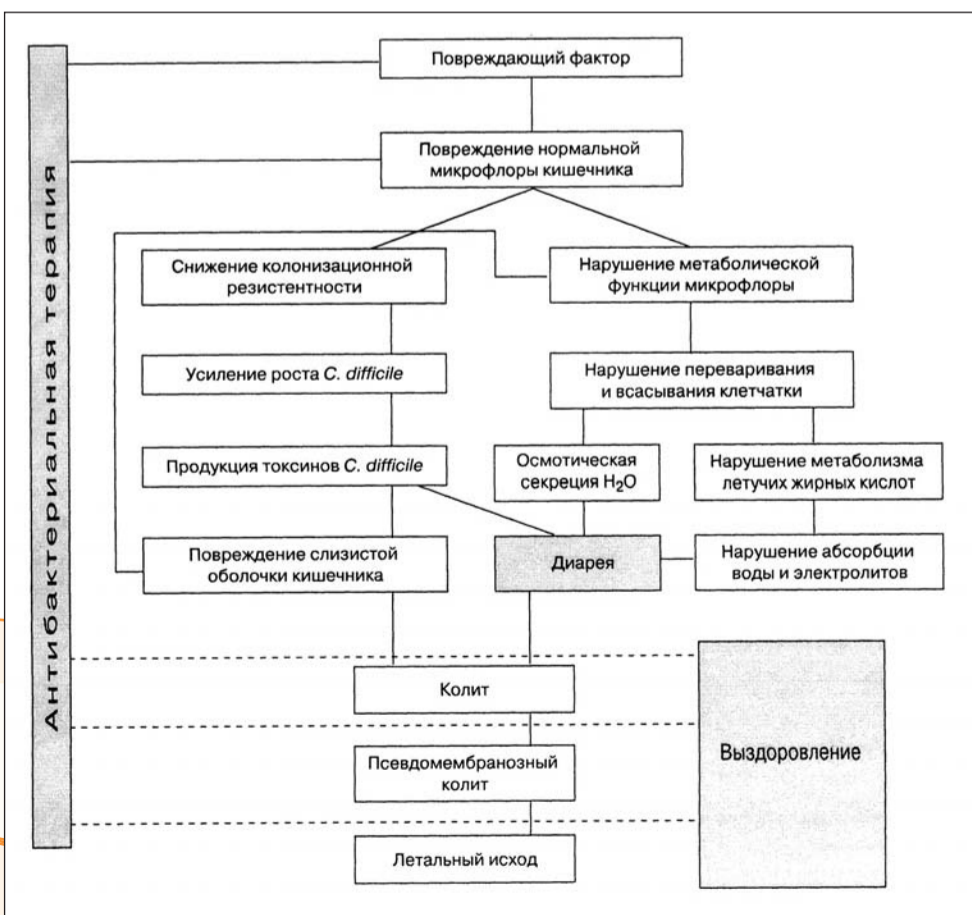 Антибактериальная терапия
Повреждающий фактор
Повреждение нормальной
микрофлоры кишечника
Снижение колонизационной
резистентности
Нарушение метаболической
функции микрофлоры
Усиление роста C. difficile
Нарушение переваривания
и всасывания клетчатки
Продукция токсинов C. difficile
Осмотическая
секреция H₂O
Нарушение метаболизма
летучих жирных кислот
Повреждение слизистой
оболочки кишечника
Диарея
Нарушение абсорбции
воды и электролитов
Колит
Псевдомембранозный
колит
Летальный исход
Выздоровление